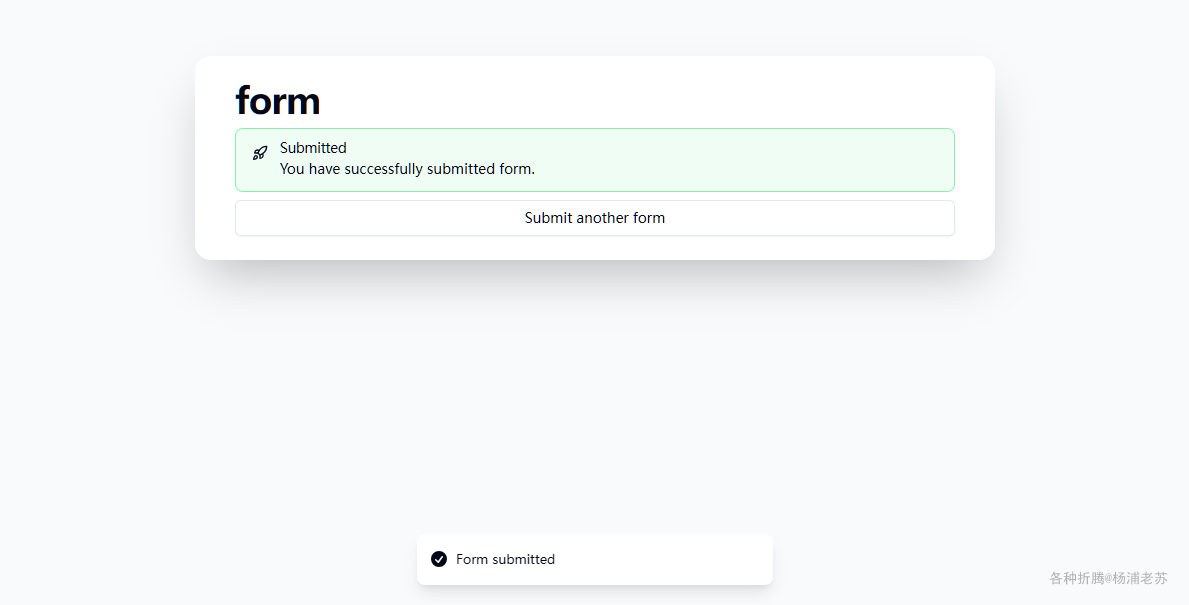 form
Submitted
You have successfully submitted form.
Submit another form
Form submitted
各种折腾@杨浦老苏